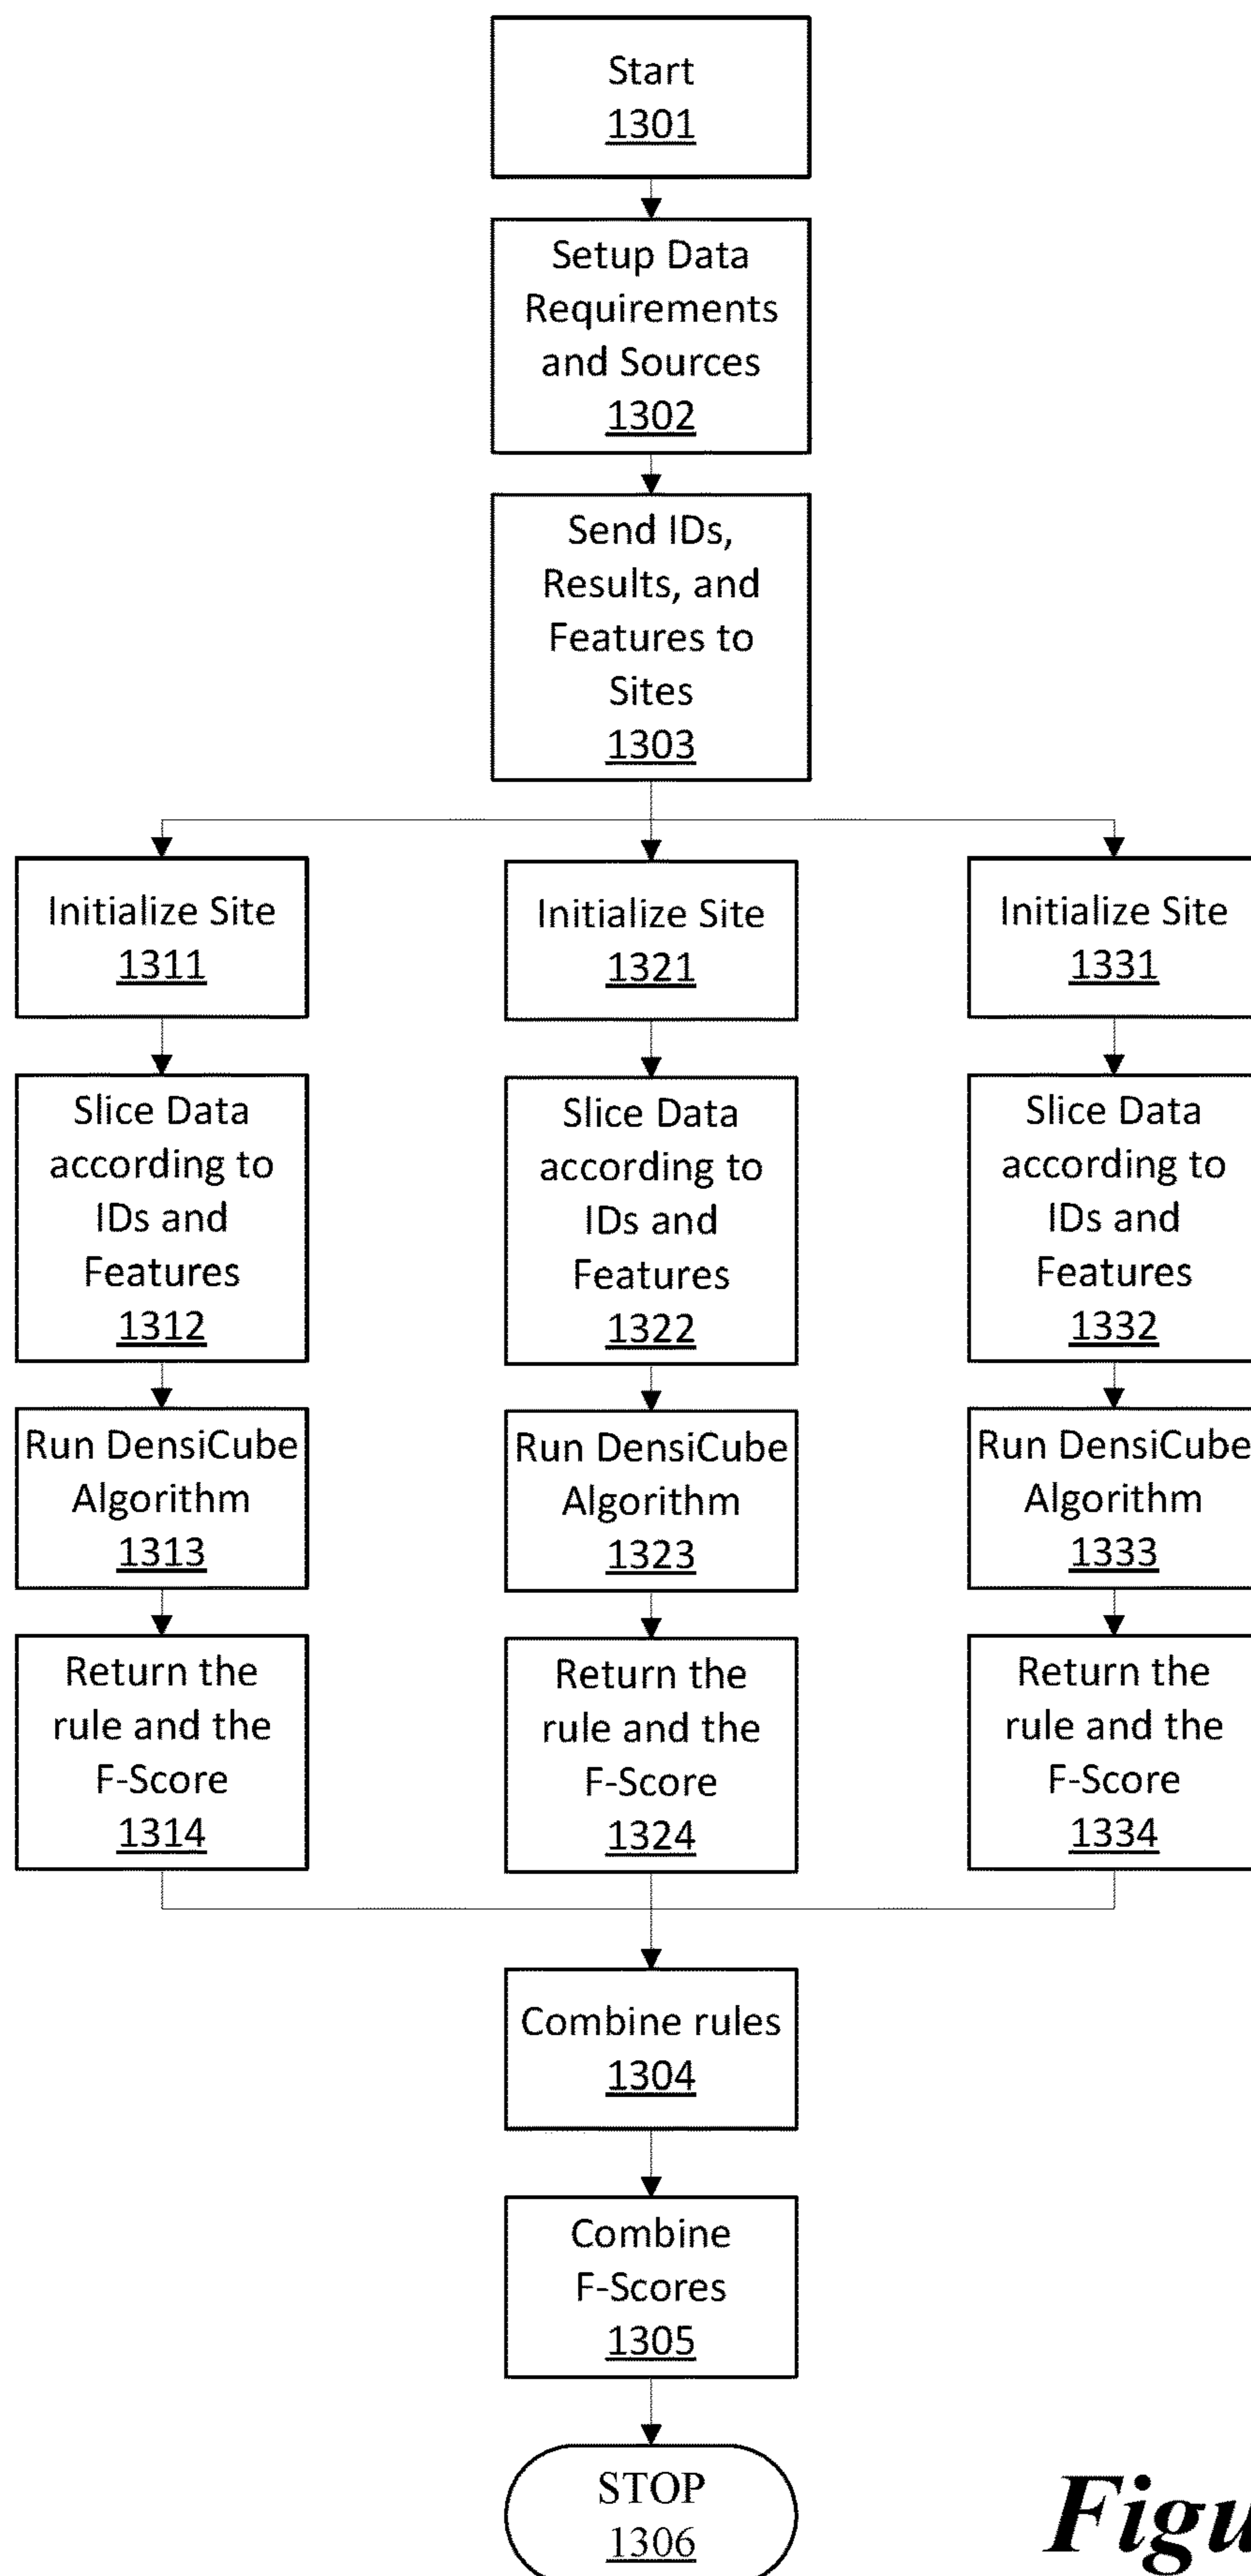 Start
1301
Setup Data
Requirements
and Sources
1302
Send IDs,
Results, and
Features to
Sites
1303
Initialize Site
1311
Slice Data
according to
IDs and
Features
1312
Run DensiCube
Algorithm
1313
Return the
rule and the
F-Score
1314
Initialize Site
1321
Slice Data
according to
IDs and
Features
1322
Run DensiCube
Algorithm
1323
Return the
rule and the
F-Score
1324
Initialize Site
1331
Slice Data
according to
IDs and
Features
1332
Run DensiCube
Algorithm
1333
Return the
rule and the
F-Score
1334
Combine rules
1304
Combine
F-Scores
1305
STOP
1306